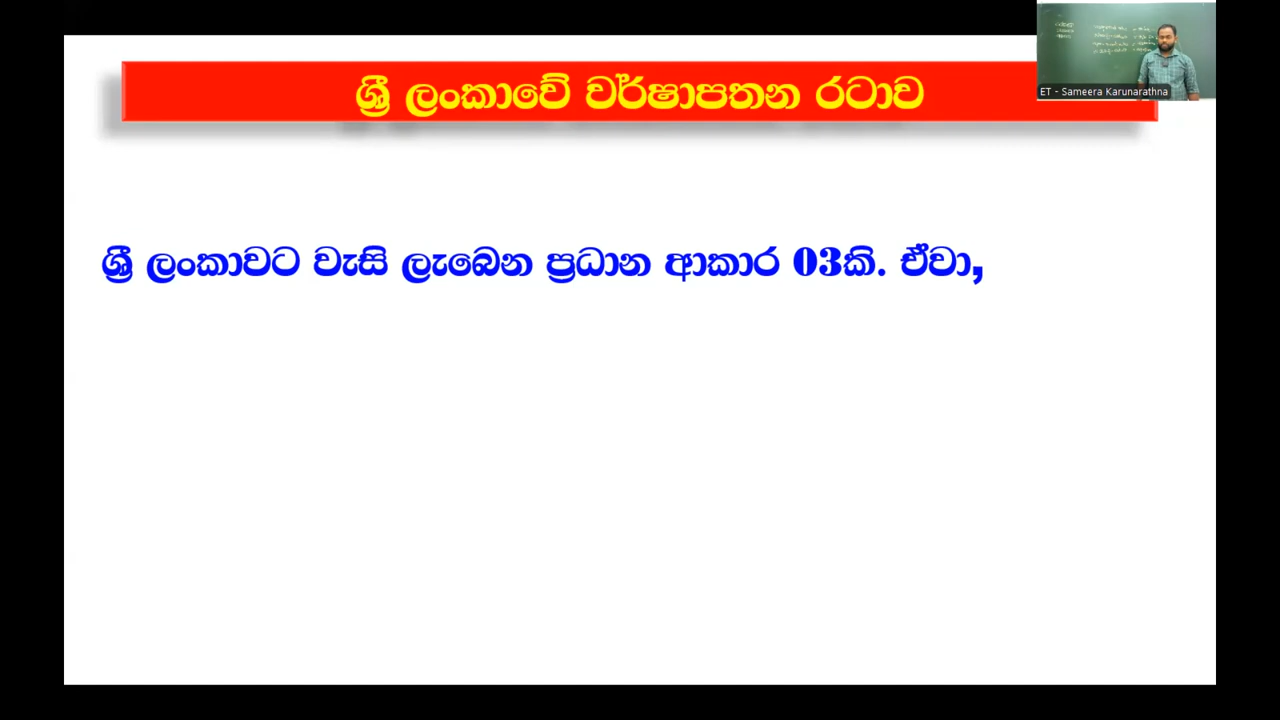 ශ්‍රී ලංකාවේ වර්ෂාපතන රටාව
ET - Sameera Karunarathna
ශ්‍රී ලංකාවට වැසි ලැබෙන ප්‍රධාන ආකාර 03කි. ඒවා,